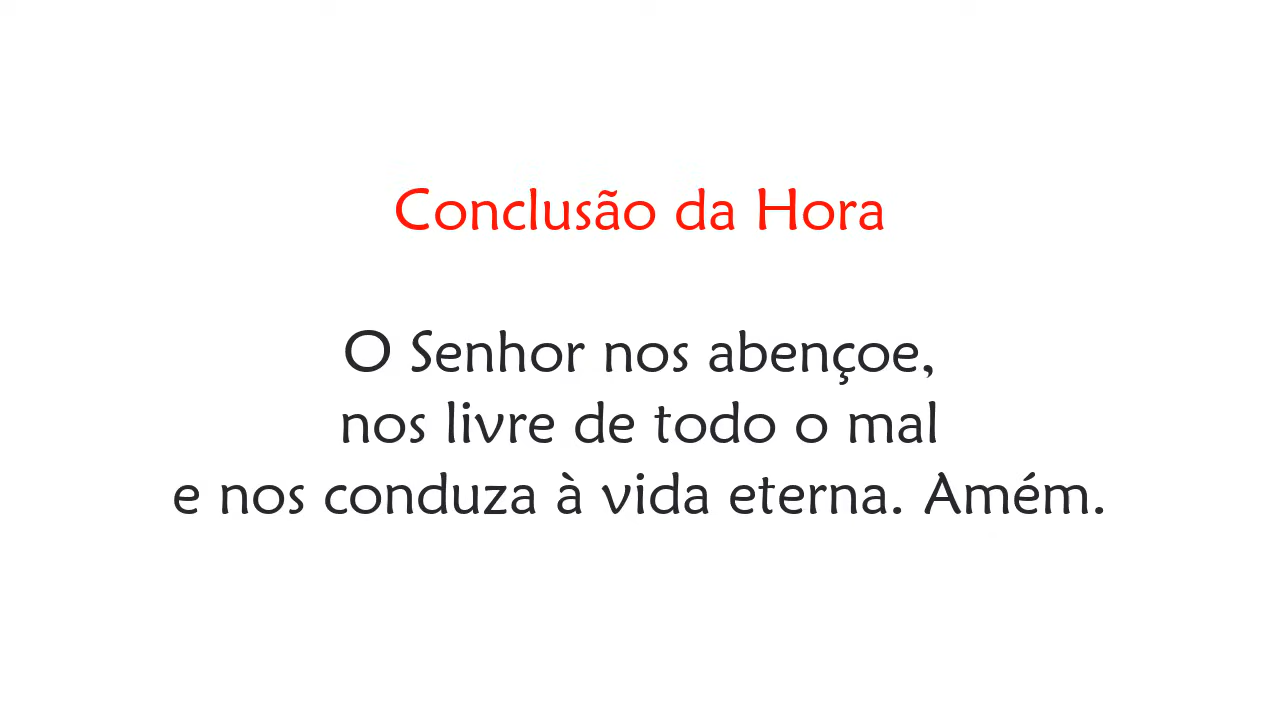 Conclusão da Hora
O Senhor nos abençoe,
nos livre de todo o mal
e nos conduza à vida eterna. Amém.